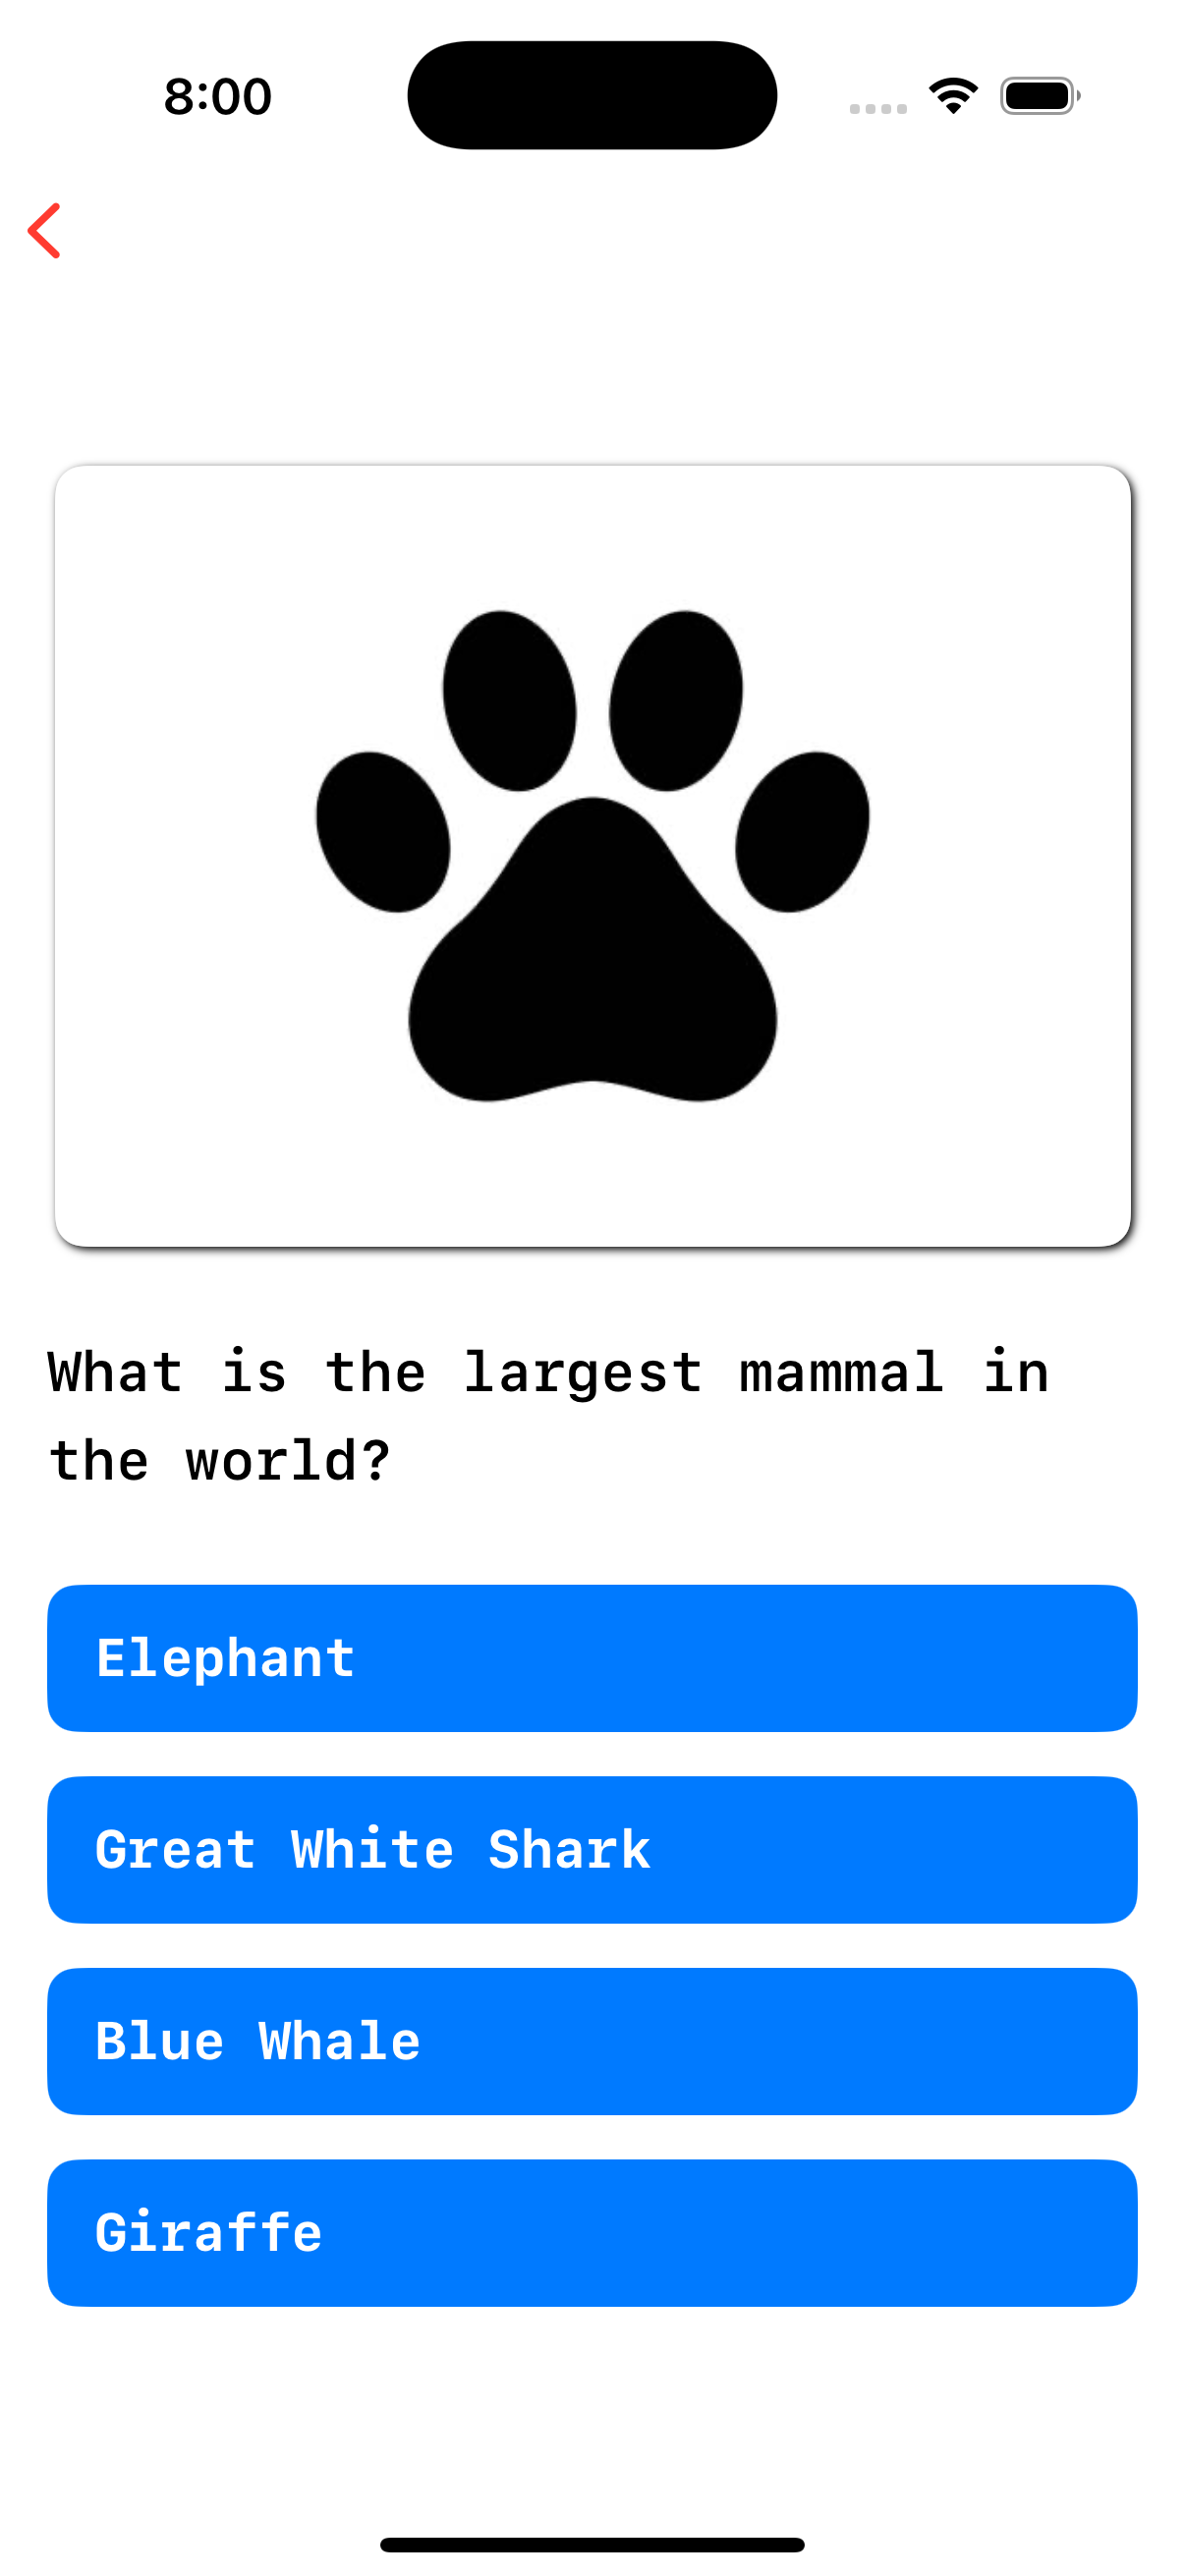 8:00
What is the largest mammal in
the world?
Elephant
Great White Shark
Blue Whale
Giraffe